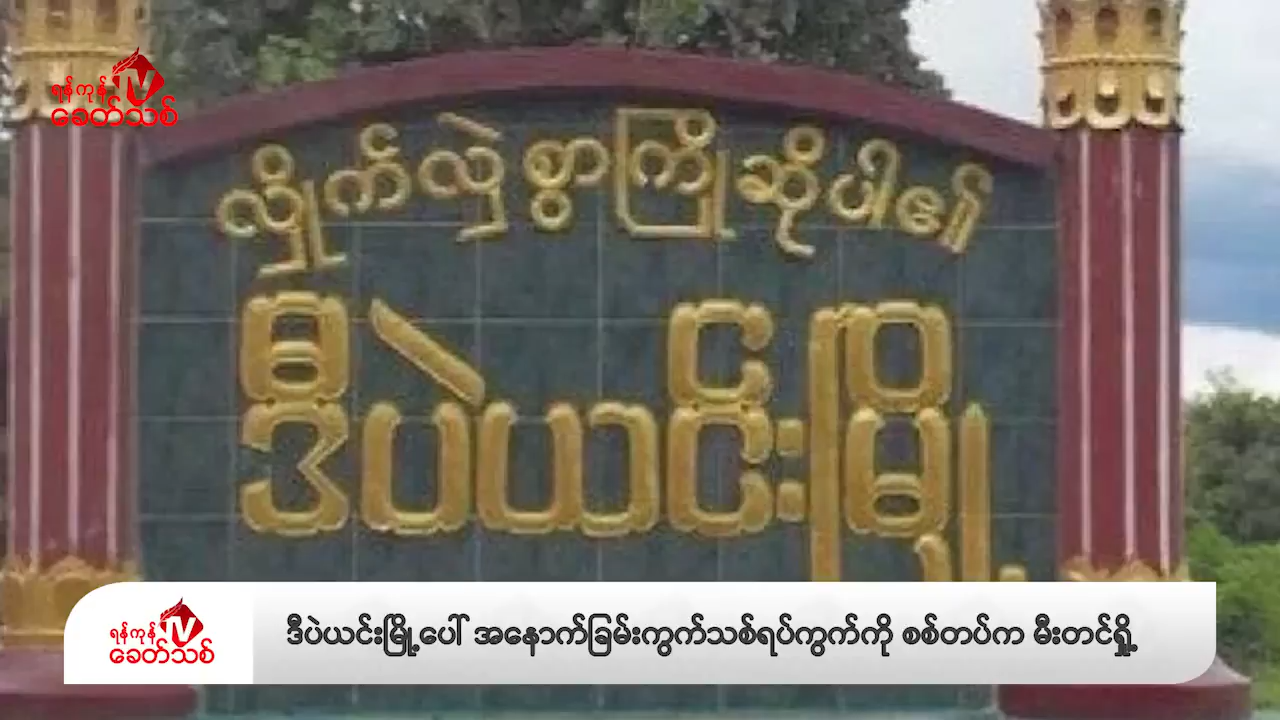 ရန်ကုန်
ခေတ်သစ်
TV
လှိုက်လှဲစွာကြိုဆိုပါ၏
ဒီပဲယင်းမြို့
ရန်ကုန်
ခေတ်သစ်
TV
ဒီပဲယင်းမြို့ပေါ် အနောက်ခြမ်းကွက်သစ်ရပ်ကွက်ကို စစ်တပ်က မီးတင်ရှို့